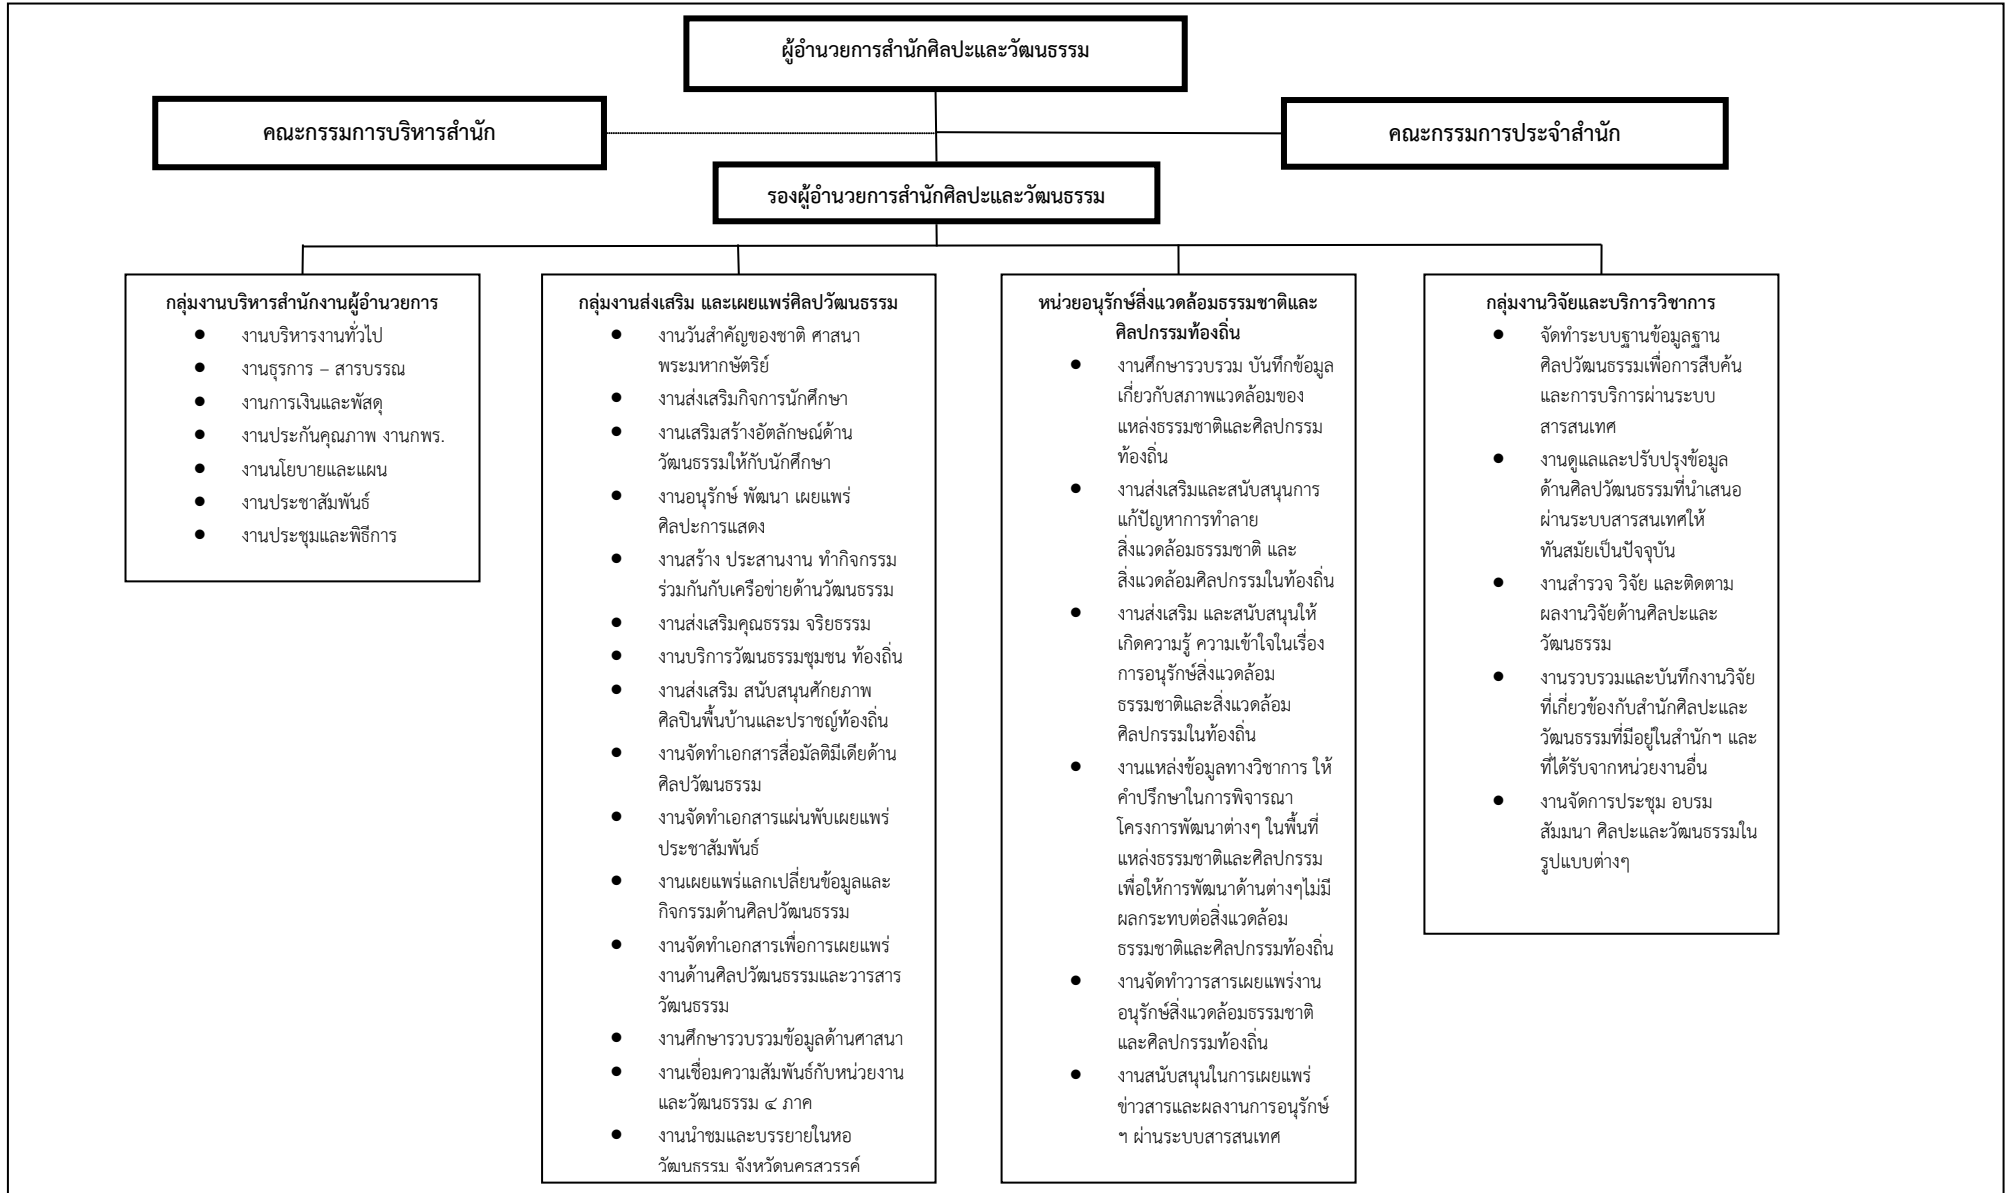 ผู้อำนวยการสำนักศิลปะและวัฒนธรรม
คณะกรรมการบริหารสำนัก
คณะกรรมการประจำสำนัก
รองผู้อำนวยการสำนักศิลปะและวัฒนธรรม
กลุ่มงานบริหารสำนักงานผู้อำนวยการ
● งานบริหารงานทั่วไป
● งานธุรการ – สารบรรณ
● งานการเงินและพัสดุ
● งานประกันคุณภาพ งานกพร.
● งานนโยบายและแผน
● งานประชาสัมพันธ์
● งานประชุมและพิธีการ
กลุ่มงานส่งเสริม และเผยแพร่ศิลปวัฒนธรรม
● งานวันสำคัญของชาติ ศาสนา
พระมหากษัตริย์
● งานส่งเสริมกิจการนักศึกษา
● งานเสริมสร้างอัตลักษณ์ด้าน
วัฒนธรรมให้กับนักศึกษา
● งานอนุรักษ์ พัฒนา เผยแพร่
ศิลปะการแสดง
● งานสร้าง ประสานงาน ทำกิจกรรม
ร่วมกันกับเครือข่ายด้านวัฒนธรรม
● งานส่งเสริมคุณธรรม จริยธรรม
● งานบริการวัฒนธรรมชุมชน ท้องถิ่น
● งานส่งเสริม สนับสนุนศักยภาพ
ศิลปินพื้นบ้านและปราชญ์ท้องถิ่น
● งานจัดทำเอกสารสื่อมัลติมีเดียด้าน
ศิลปวัฒนธรรม
● งานจัดทำเอกสารแผ่นพับเผยแพร่
ประชาสัมพันธ์
● งานเผยแพร่แลกเปลี่ยนข้อมูลและ
กิจกรรมด้านศิลปวัฒนธรรม
● งานจัดทำเอกสารเพื่อการเผยแพร่
งานด้านศิลปวัฒนธรรมและวารสาร
วัฒนธรรม
● งานศึกษารวบรวมข้อมูลด้านศาสนา
● งานเชื่อมความสัมพันธ์กับหน่วยงาน
และวัฒนธรรม ๔ ภาค
● งานนำชมและบรรยายในหอ
วัฒนธรรม จังหวัดนครสวรรค์
หน่วยอนุรักษ์สิ่งแวดล้อมธรรมชาติและ
ศิลปกรรมท้องถิ่น
● งานศึกษารวบรวม บันทึกข้อมูล
เกี่ยวกับสภาพแวดล้อมของ
แหล่งธรรมชาติและศิลปกรรม
ท้องถิ่น
● งานส่งเสริมและสนับสนุนการ
แก้ปัญหาการทำลาย
สิ่งแวดล้อมธรรมชาติ และ
สิ่งแวดล้อมศิลปกรรมในท้องถิ่น
● งานส่งเสริม และสนับสนุนให้
เกิดความรู้ ความเข้าใจในเรื่อง
การอนุรักษ์สิ่งแวดล้อม
ธรรมชาติและสิ่งแวดล้อม
ศิลปกรรมในท้องถิ่น
● งานแหล่งข้อมูลทางวิชาการ ให้
คำปรึกษาในการพิจารณา
โครงการพัฒนาต่างๆ ในพื้นที่
แหล่งธรรมชาติและศิลปกรรม
เพื่อให้การพัฒนาด้านต่างๆไม่มี
ผลกระทบต่อสิ่งแวดล้อม
ธรรมชาติและศิลปกรรมท้องถิ่น
● งานจัดทำวารสารเผยแพร่งาน
อนุรักษ์สิ่งแวดล้อมธรรมชาติ
และศิลปกรรมท้องถิ่น
● งานสนับสนุนในการเผยแพร่
ข่าวสารและผลงานการอนุรักษ์
ฯ ผ่านระบบสารสนเทศ
กลุ่มงานวิจัยและบริการวิชาการ
● จัดทำระบบฐานข้อมูลฐาน
ศิลปวัฒนธรรมเพื่อการสืบค้น
และการบริการผ่านระบบ
สารสนเทศ
● งานดูแลและปรับปรุงข้อมูล
ด้านศิลปวัฒนธรรมที่นำเสนอ
ผ่านระบบสารสนเทศให้
ทันสมัยเป็นปัจจุบัน
● งานสำรวจ วิจัย และติดตาม
ผลงานวิจัยด้านศิลปะและ
วัฒนธรรม
● งานรวบรวมและบันทึกงานวิจัย
ที่เกี่ยวข้องกับสำนักศิลปะและ
วัฒนธรรมที่มีอยู่ในสำนักฯ และ
ที่ได้รับจากหน่วยงานอื่น
● งานจัดการประชุม อบรม
สัมมนา ศิลปะและวัฒนธรรมใน
รูปแบบต่างๆ